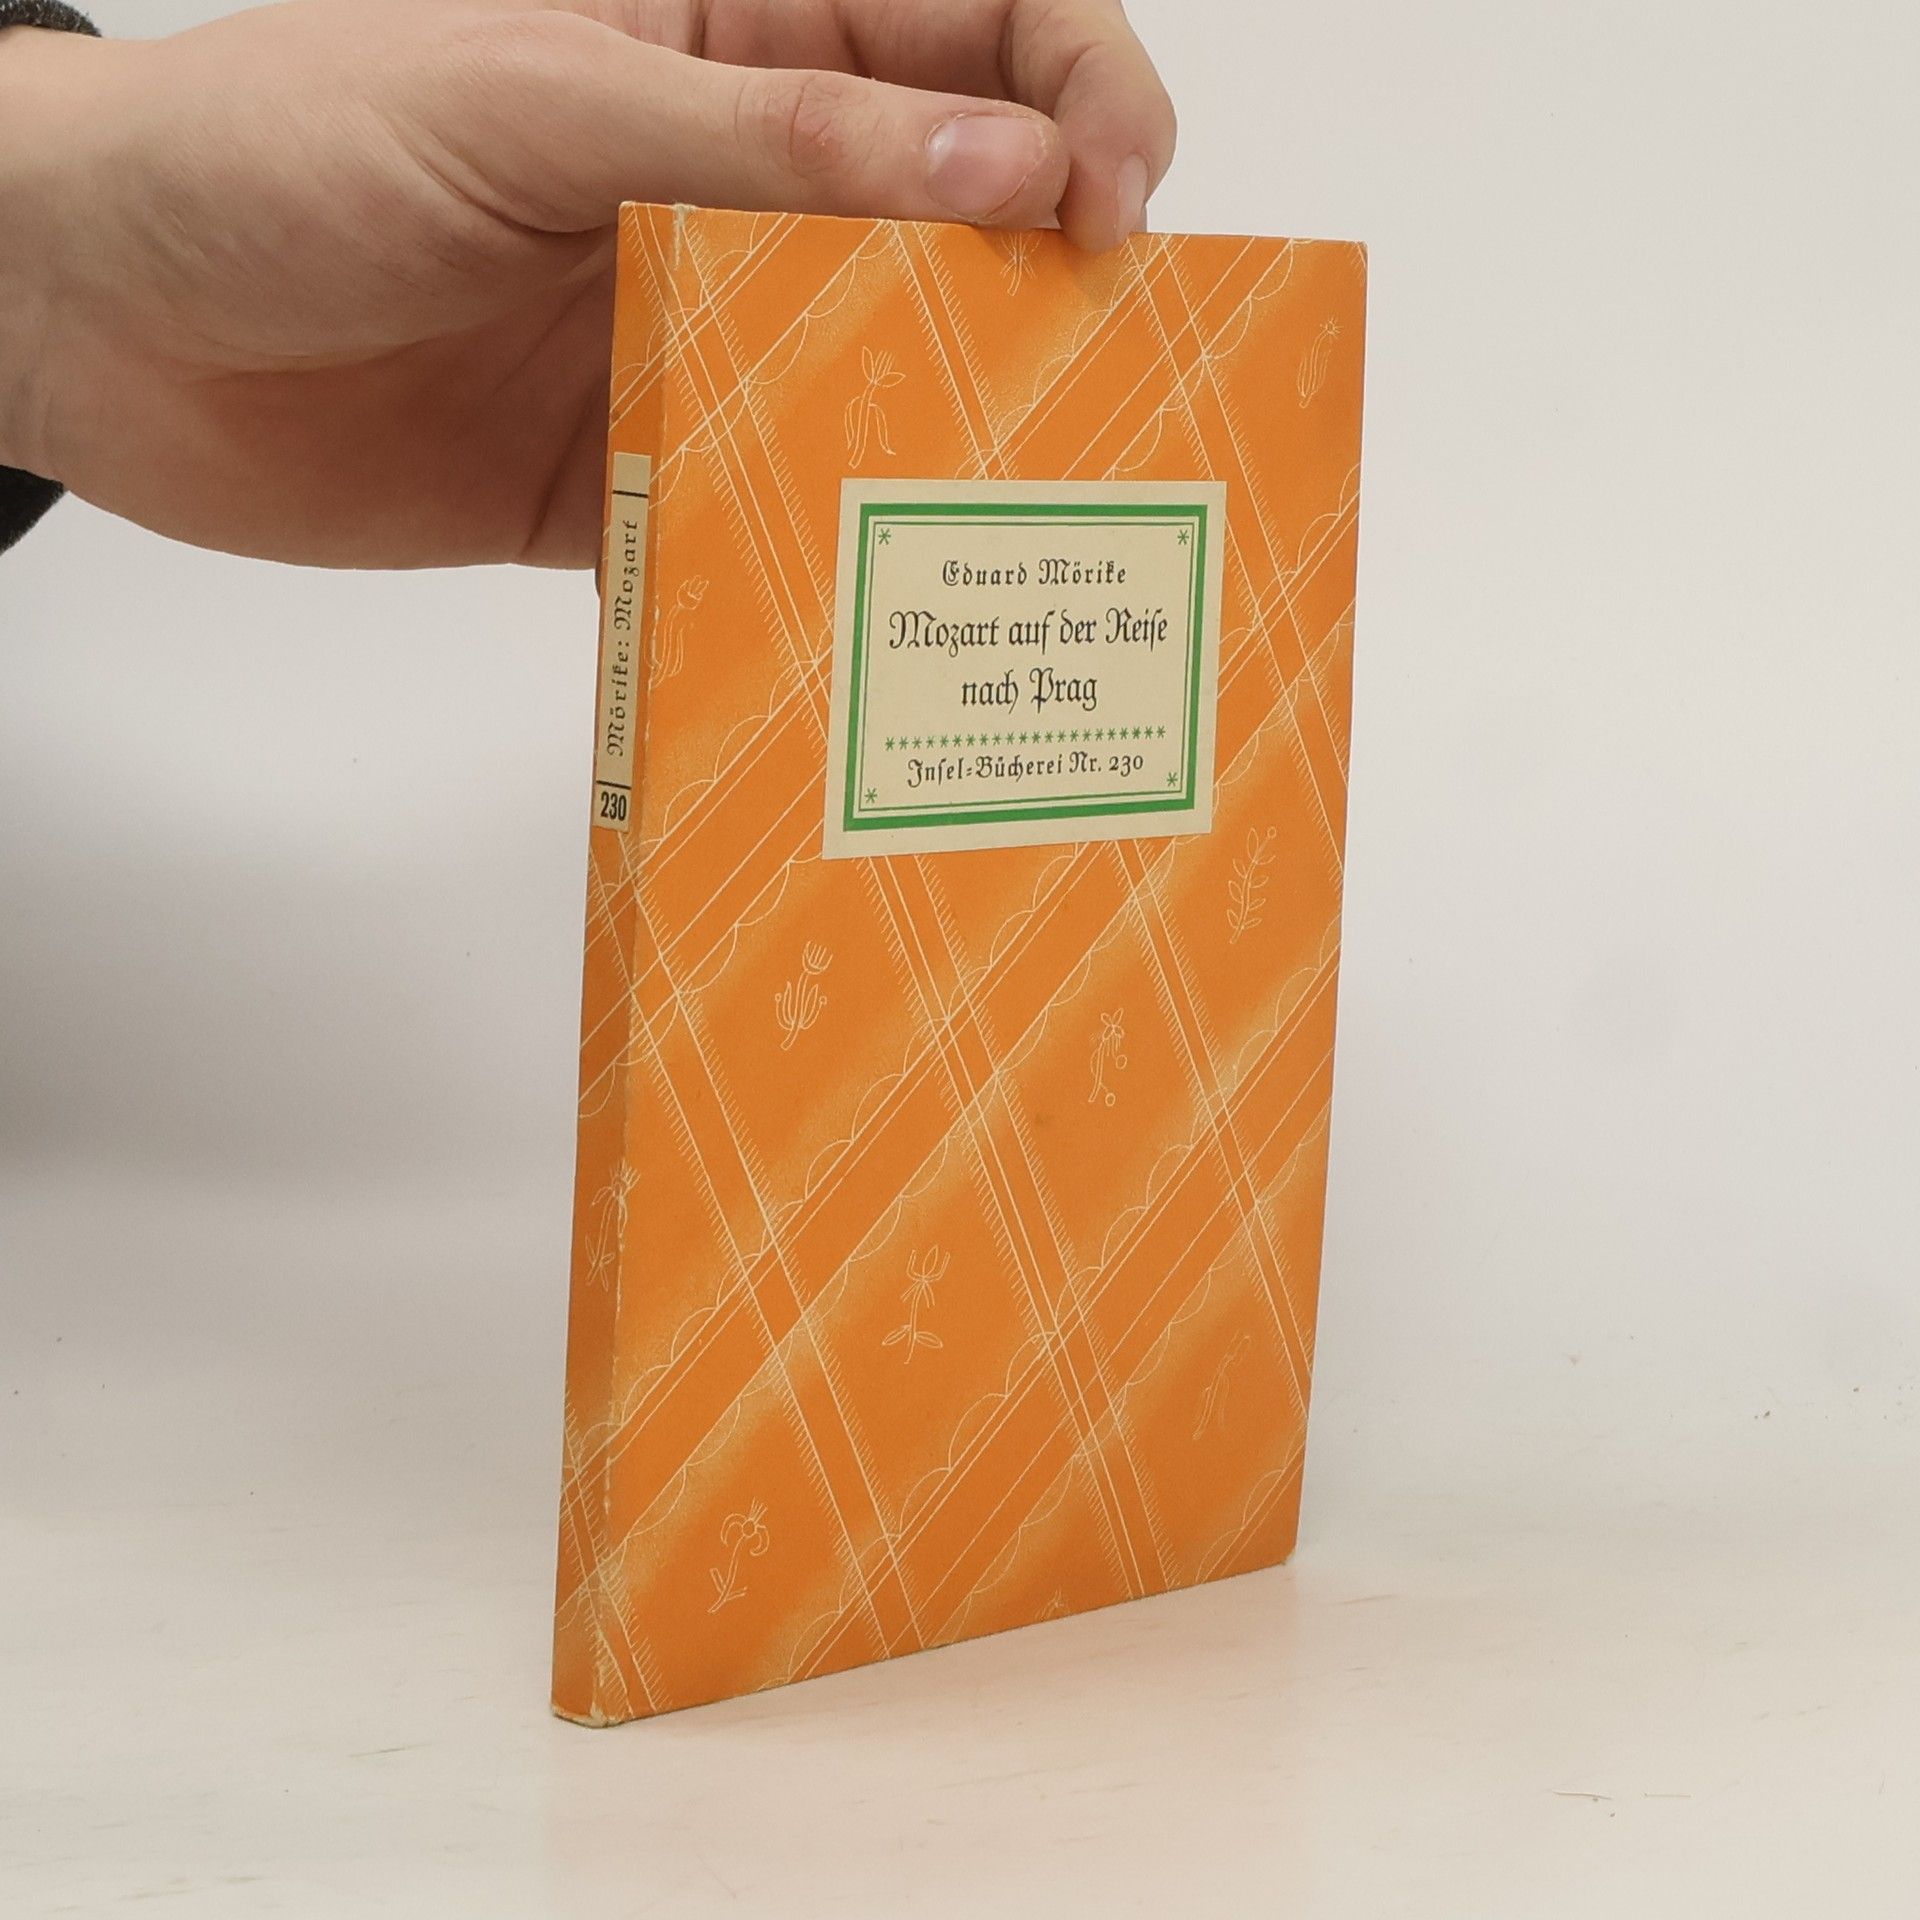 Eduard Mörike
Mozart auf der Reise
nach Prag
Insel-Bücherei Nr. 230
Mörike: Mozart
230